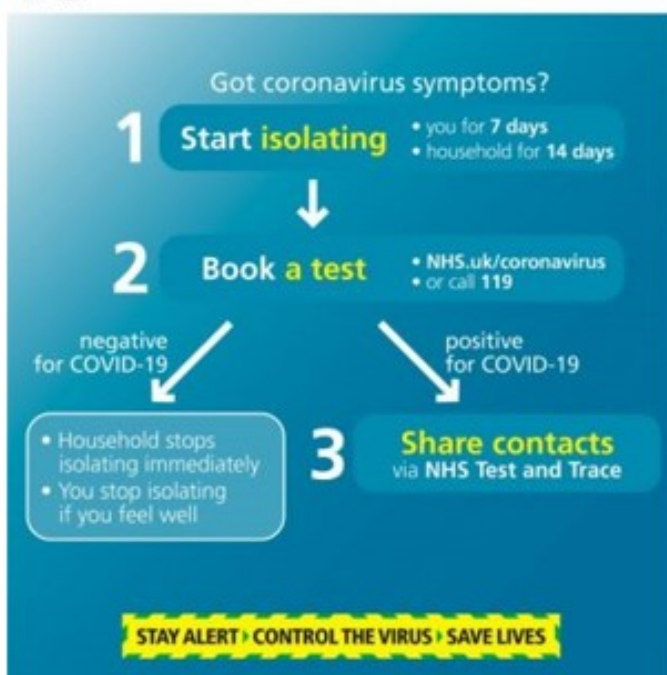 Got coronavirus symptoms?
1 Start isolating
• you for 7 days
• household for 14 days
2 Book a test
• NHS.uk/coronavirus
• or call 119
negative
for COVID-19
positive
for COVID-19
• Household stops
isolating immediately
• You stop isolating
if you feel well
3 Share contacts
via NHS Test and Trace
STAY ALERT › CONTROL THE VIRUS › SAVE LIVES